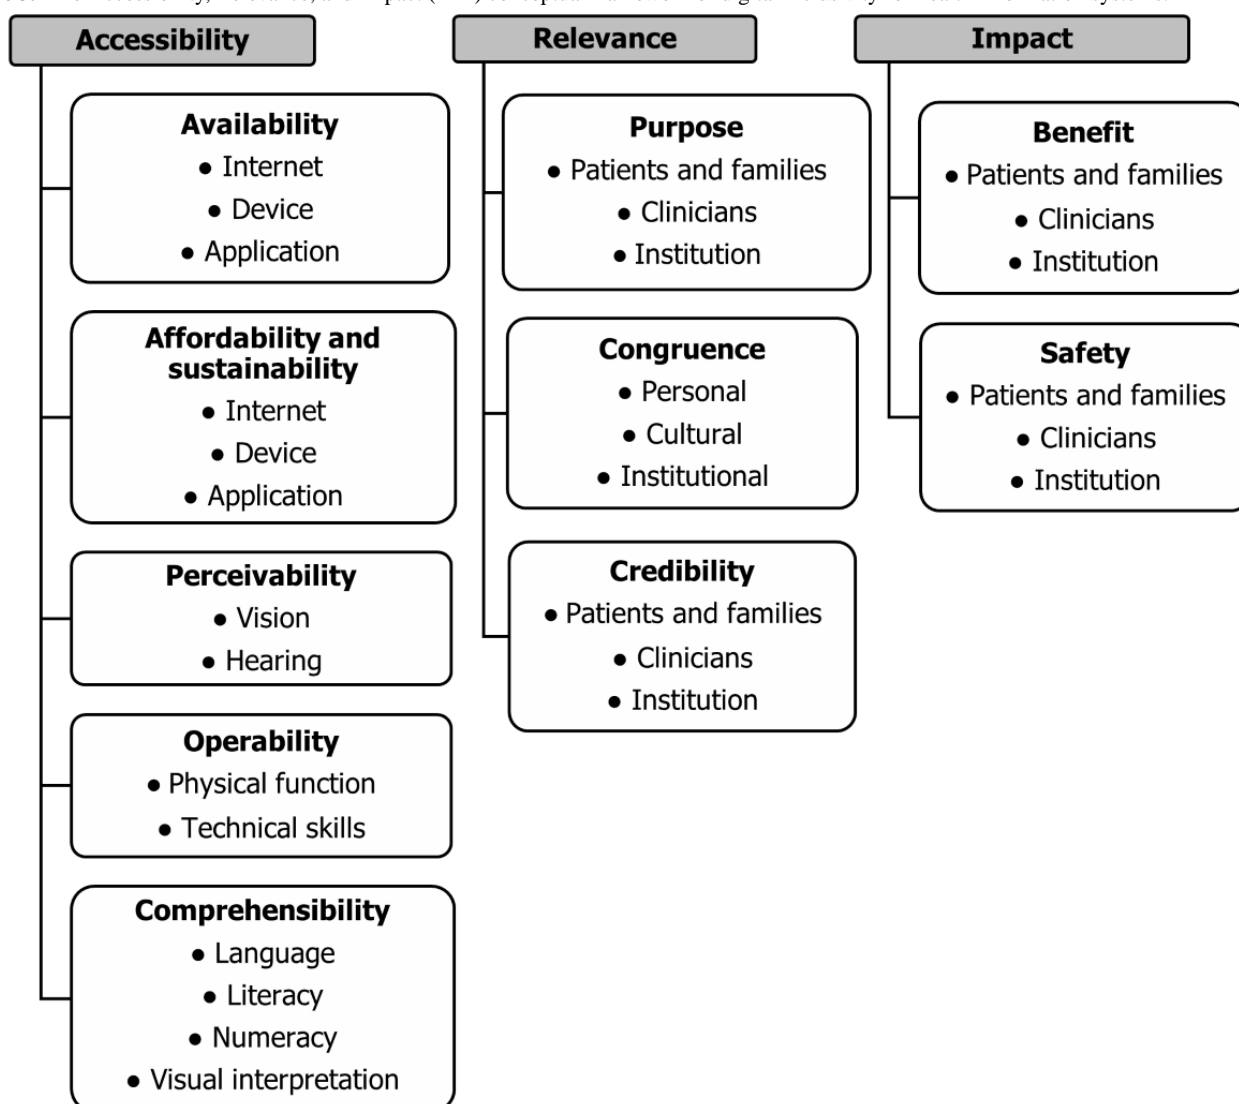 Accessibility
Availability
● Internet
● Device
● Application
Affordability and
sustainability
● Internet
● Device
● Application
Perceivability
● Vision
● Hearing
Operability
● Physical function
● Technical skills
Comprehensibility
● Language
● Literacy
● Numeracy
● Visual interpretation
Relevance
Purpose
● Patients and families
● Clinicians
● Institution
Congruence
● Personal
● Cultural
● Institutional
Credibility
● Patients and families
● Clinicians
● Institution
Impact
Benefit
● Patients and families
● Clinicians
● Institution
Safety
● Patients and families
● Clinicians
● Institution